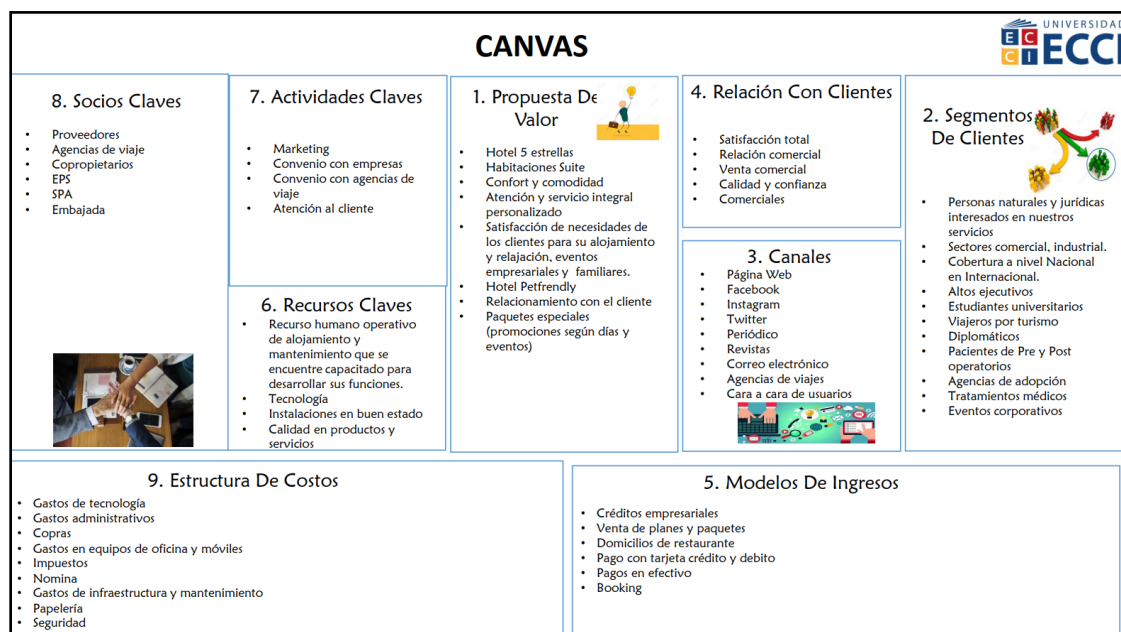 CANVAS
UNIVERSIDAD
E C
C I
ECCI
8. Socios Claves
• Proveedores
• Agencias de viaje
• Copropietarios
• EPS
• SPA
• Embajada
7. Actividades Claves
• Marketing
• Convenio con empresas
• Convenio con agencias de
viaje
• Atención al cliente
6. Recursos Claves
• Recurso humano operativo
de alojamiento y
mantenimiento que se
encuentre capacitado para
desarrollar sus funciones.
• Tecnología
• Instalaciones en buen estado
• Calidad en productos y
servicios
1. Propuesta De
Valor
• Hotel 5 estrellas
• Habitaciones Suite
• Confort y comodidad
• Atención y servicio integral
personalizado
• Satisfacción de necesidades de
los clientes para su alojamiento
y relajación, eventos
empresariales y familiares.
• Hotel Petfrendly
• Relacionamiento con el cliente
• Paquetes especiales
(promociones según días y
eventos)
4. Relación Con Clientes
• Satisfacción total
• Relación comercial
• Venta comercial
• Calidad y confianza
• Comerciales
3. Canales
• Página Web
• Facebook
• Instagram
• Twitter
• Periódico
• Revistas
• Correo electrónico
• Agencias de viajes
• Cara a cara de usuarios
2. Segmentos
De Clientes
• Personas naturales y jurídicas
interesados en nuestros
servicios
• Sectores comercial, industrial.
• Cobertura a nivel Nacional
en Internacional.
• Altos ejecutivos
• Estudiantes universitarios
• Viajeros por turismo
• Diplomáticos
• Pacientes de Pre y Post
operatorios
• Agencias de adopción
• Tratamientos médicos
• Eventos corporativos
9. Estructura De Costos
• Gastos de tecnología
• Gastos administrativos
• Copras
• Gastos en equipos de oficina y móviles
• Impuestos
• Nomina
• Gastos de infraestructura y mantenimiento
• Papelería
• Seguridad
5. Modelos De Ingresos
• Créditos empresariales
• Venta de planes y paquetes
• Domicilios de restaurante
• Pago con tarjeta crédito y debito
• Pagos en efectivo
• Booking